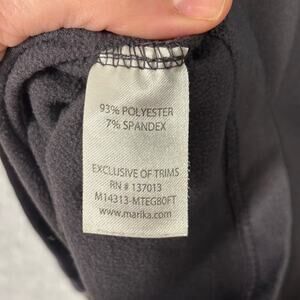 93% POLYESTER
7% SPANDEX
EXCLUSIVE OF TRIMS
RN # 137013
M14313-MTEG80FT
www.marika.com